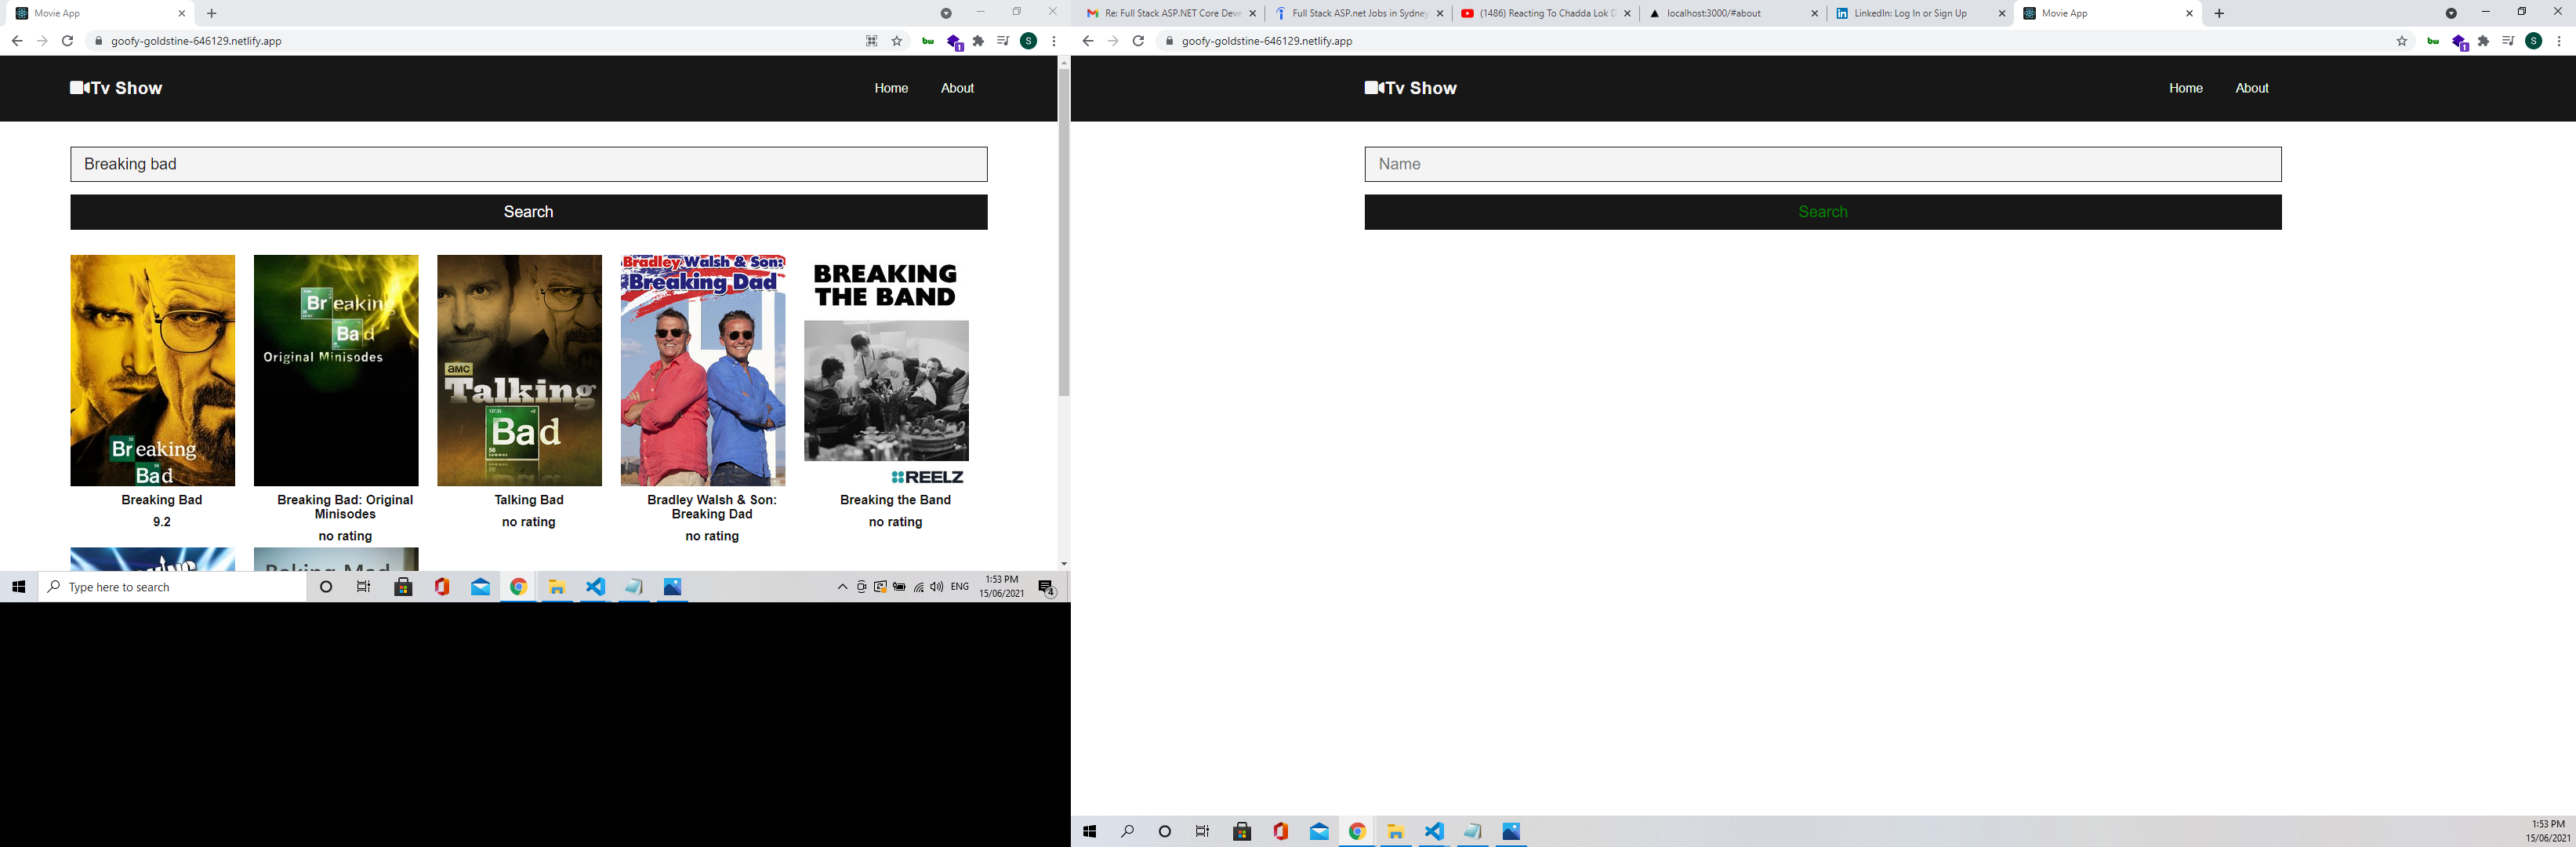 Movie App
goofy-goldstine-646129.netlify.app
1
S
Tv Show
Home
About
Breaking bad
Search
Breaking Bad
Breaking Bad
Original Minisodes
amc
Talking Bad
Bradley Walsh & Son:
Breaking Dad
BREAKING
THE BAND
REELZ
Breaking Bad
9.2
Breaking Bad: Original
Minisodes
no rating
Talking Bad
no rating
Bradley Walsh & Son:
Breaking Dad
no rating
Breaking the Band
no rating
Type here to search
ENG
1:53 PM
15/06/2021
4
Re: Full Stack ASP.NET Core Deve
Full Stack ASP.net Jobs in Sydney
(1486) Reacting To Chadda Lok D
localhost:3000/#about
LinkedIn: Log In or Sign Up
Movie App
goofy-goldstine-646129.netlify.app
1
S
Tv Show
Home
About
Name
Search
1:53 PM
15/06/2021